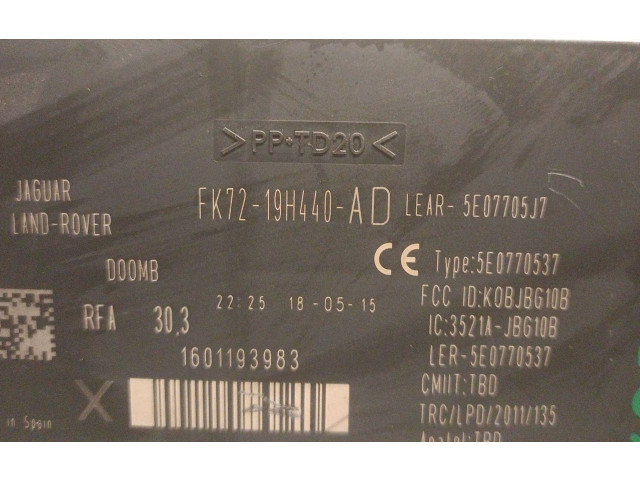 >PP+TD20<
JAGUAR
LAND-ROVER
FK72-19H440-AD LEAR- 5E07705J7
D00MB
CE Type:5E0770537
RFA 30,3
22:25 18-05-15
FCC ID:KOBJBG10B
IC:3521A-JBG10B
1601193983
LER-5E0770537
CMIIT:TBD
X
TRC/LPD/2011/135
in Spain